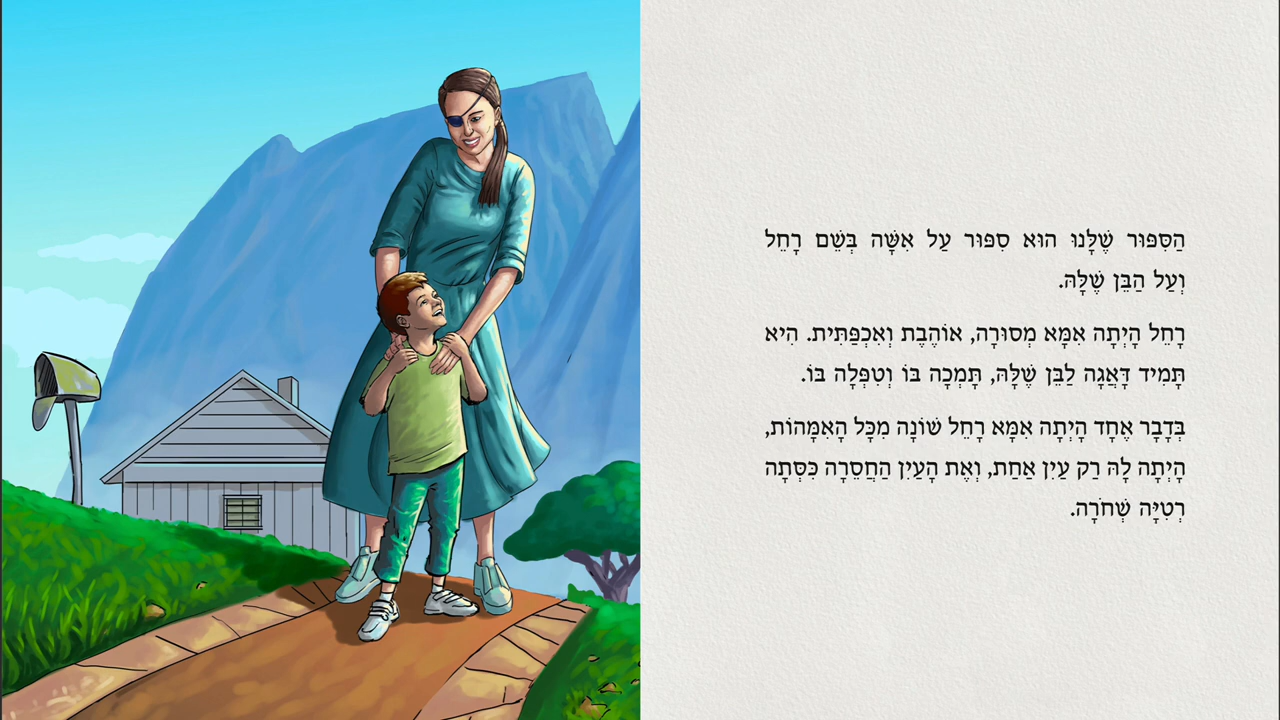 הַסִּפּוּר שֶׁלָּנוּ הוּא סִפּוּר עַל אִשָּׁה בְּשֵׁם רָחֵל
וְעַל הַבֵּן שֶׁלָּהּ.
רָחֵל הָיְתָה אִמָּא מְסוּרָה, אוֹהֶבֶת וְאִכְפַּתִּית. הִיא
תָּמִיד דָּאֲגָה לַבֵּן שֶׁלָּהּ, תָּמְכָה בּוֹ וְטִפְּלָה בּוֹ.
בְּדָבָר אֶחָד הָיְתָה אִמָּא רָחֵל שׁוֹנָה מִכָּל הָאִמָּהוֹת,
הָיְתָה לָהּ רַק עַיִן אַחַת, וְאֶת הָעַיִן הַחֲסֵרָה כִּסְּתָה
רְטִיָּה שְׁחֹרָה.